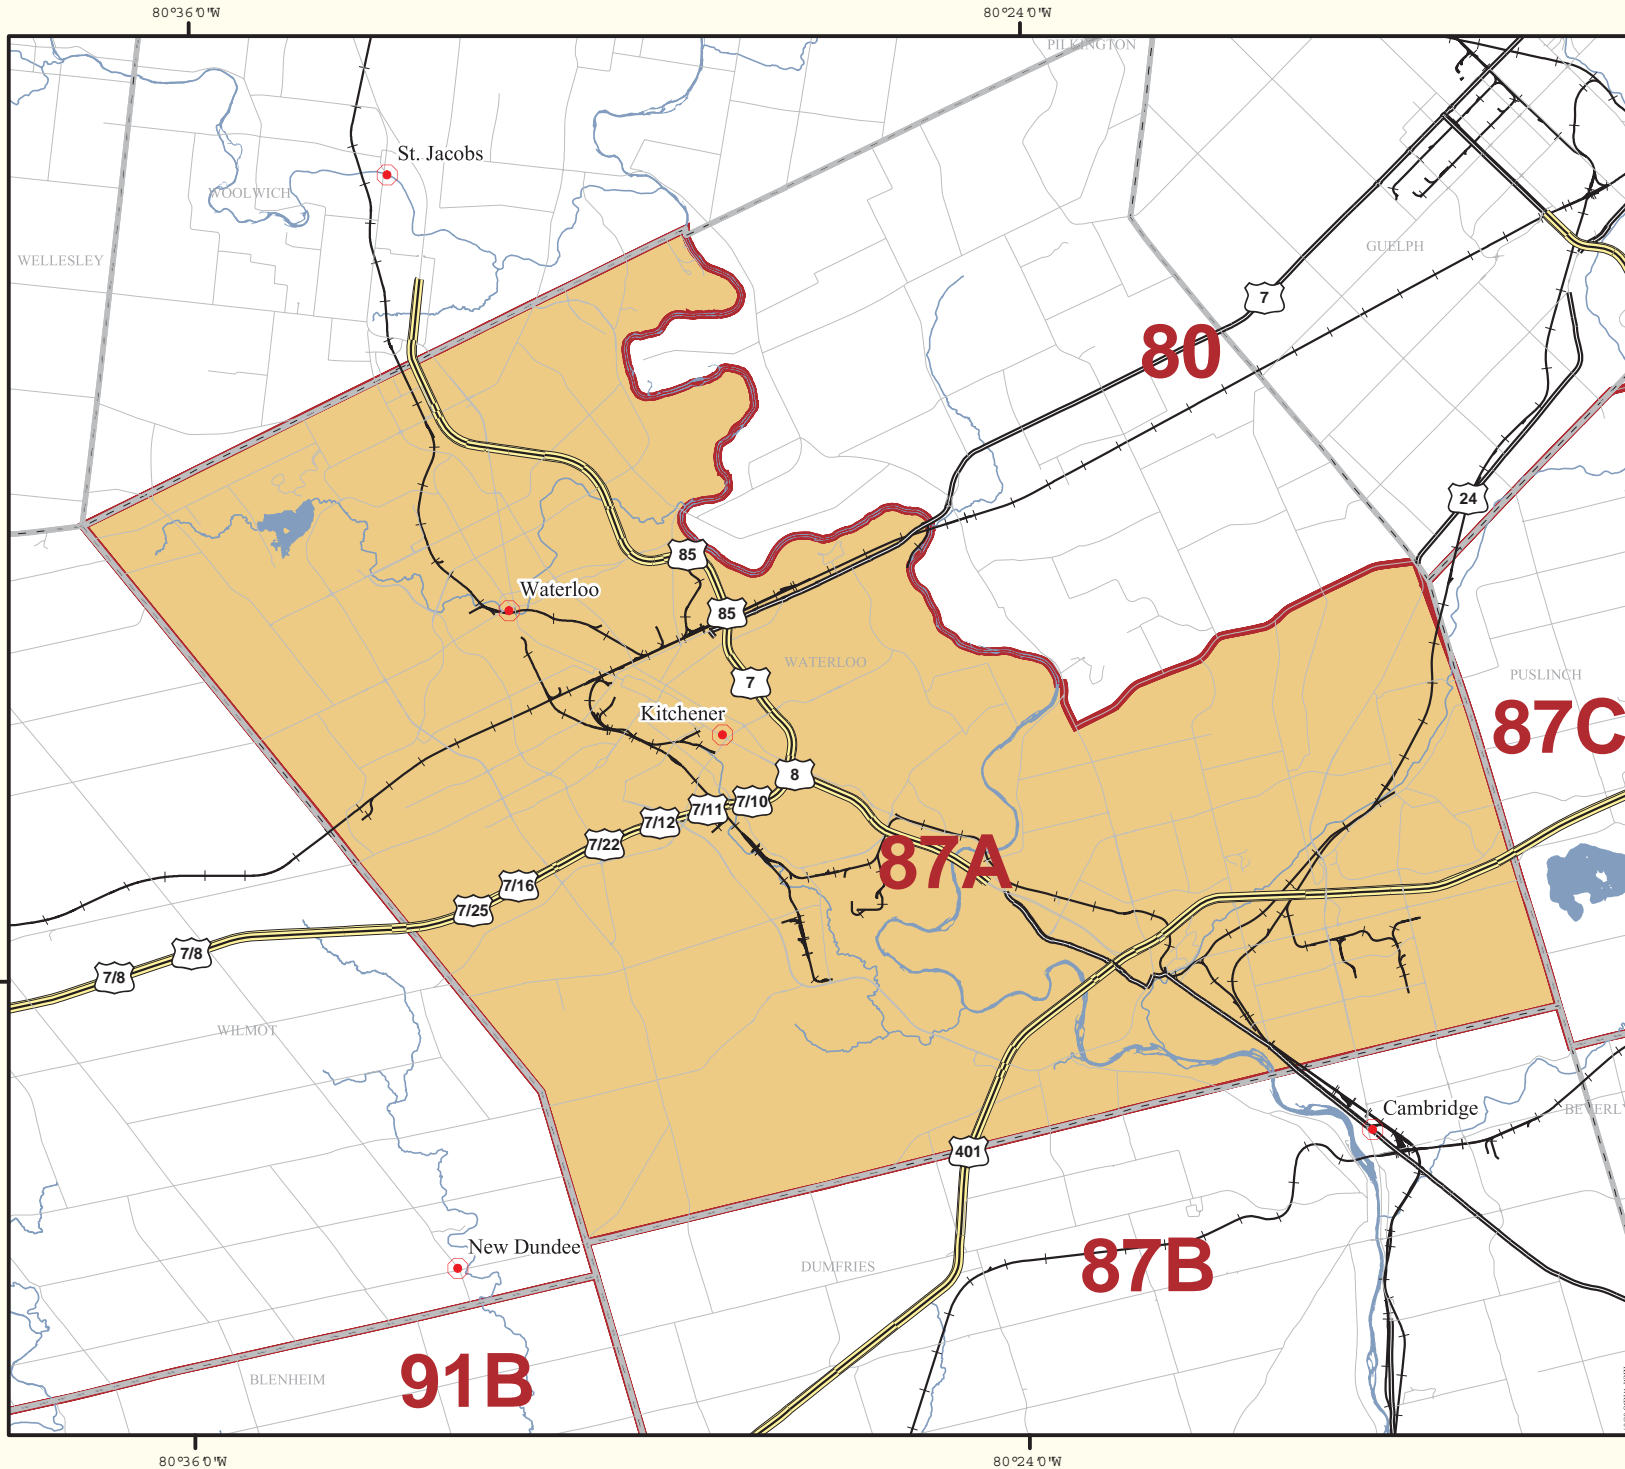 80°36'0"W
80°24'0"W
PILKINGTON
St. Jacobs
WOOLWICH
WELLESLEY
GUELPH
7
80
24
85
Waterloo
85
WATERLOO
7
PUSLINCH
Kitchener
87C
8
7/10
7/11
7/12
7/22
87A
7/16
7/25
7/8
7/8
WILMOT
Cambridge
BEVERLY
401
New Dundee
DUMFRIES
87B
BLENHEIM
91B
80°36'0"W
80°24'0"W